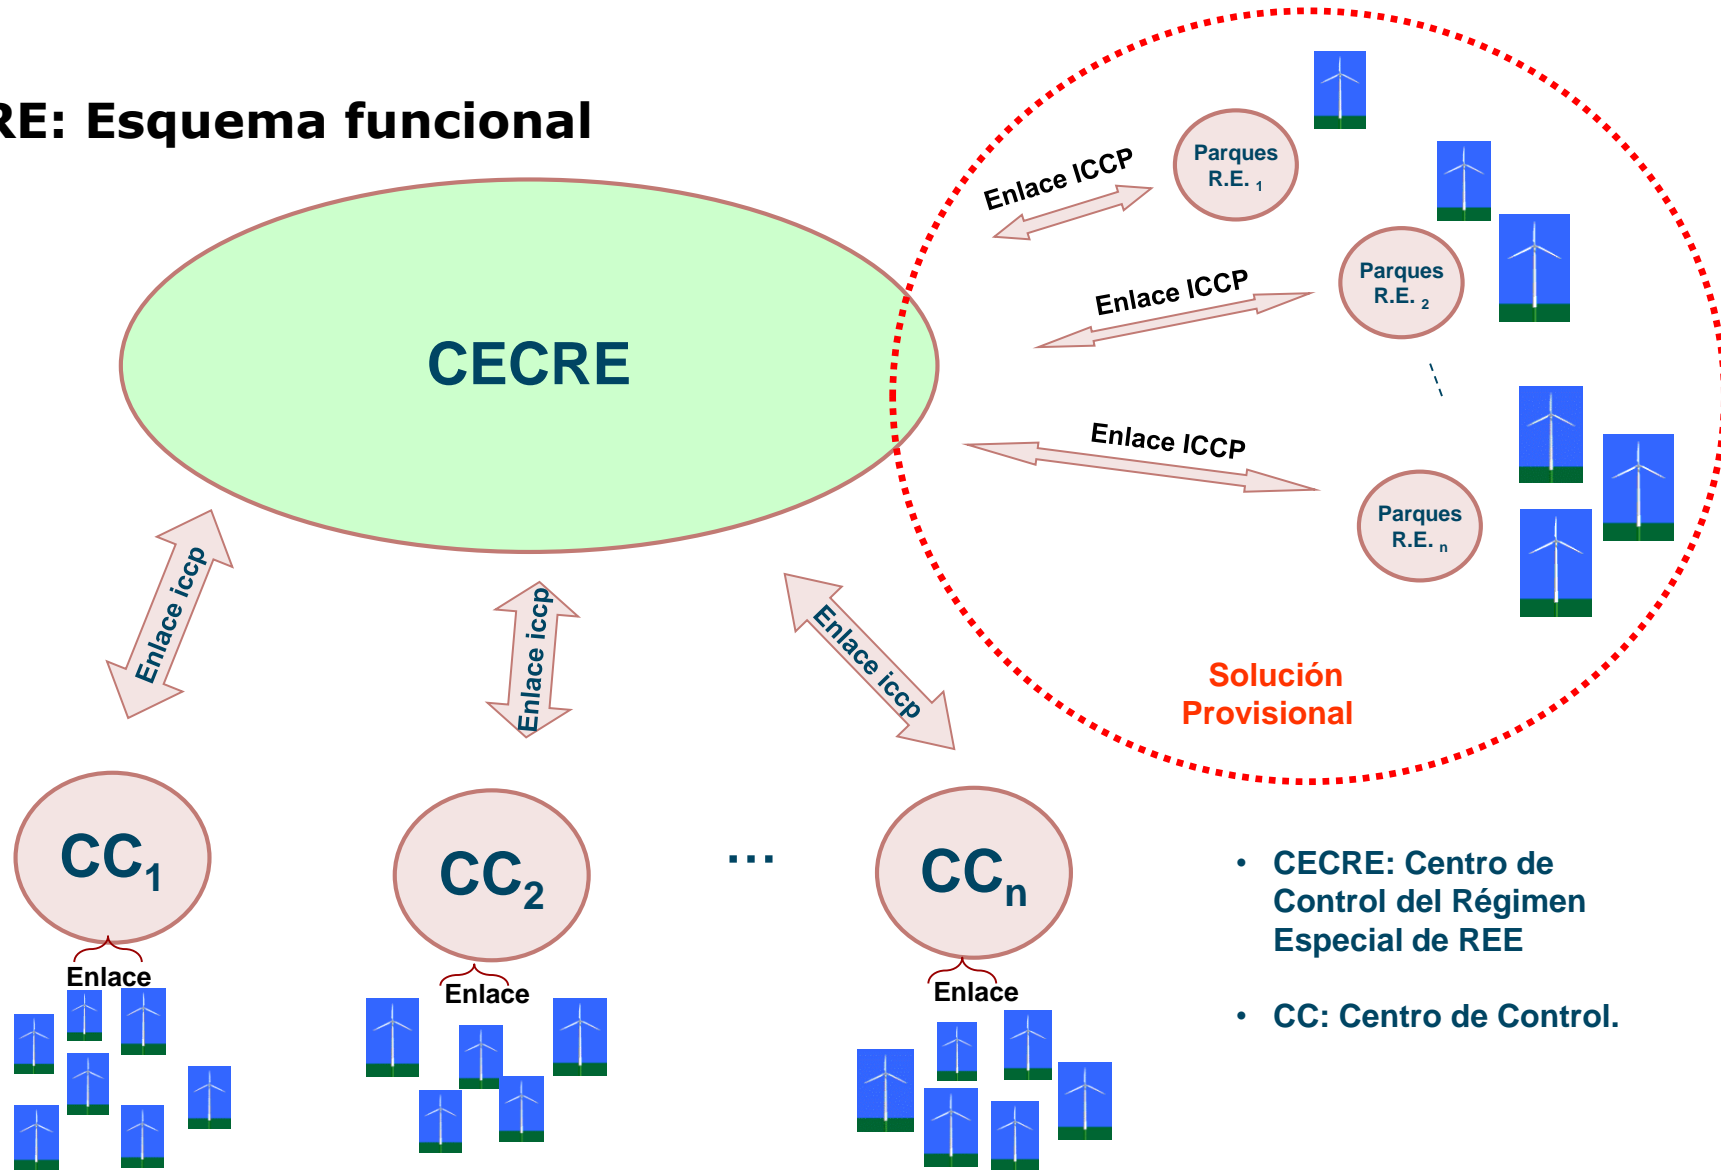 RE: Esquema funcional
Enlace ICCP
Parques
R.E. 1
Enlace ICCP
Parques
R.E. 2
CECRE
Enlace ICCP
Parques
R.E. n
Enlace iccp
Enlace iccp
Enlace iccp
Solución
Provisional
CC1
CC2
...
CCn
Enlace
Enlace
Enlace
• CECRE: Centro de
Control del Régimen
Especial de REE
• CC: Centro de Control.